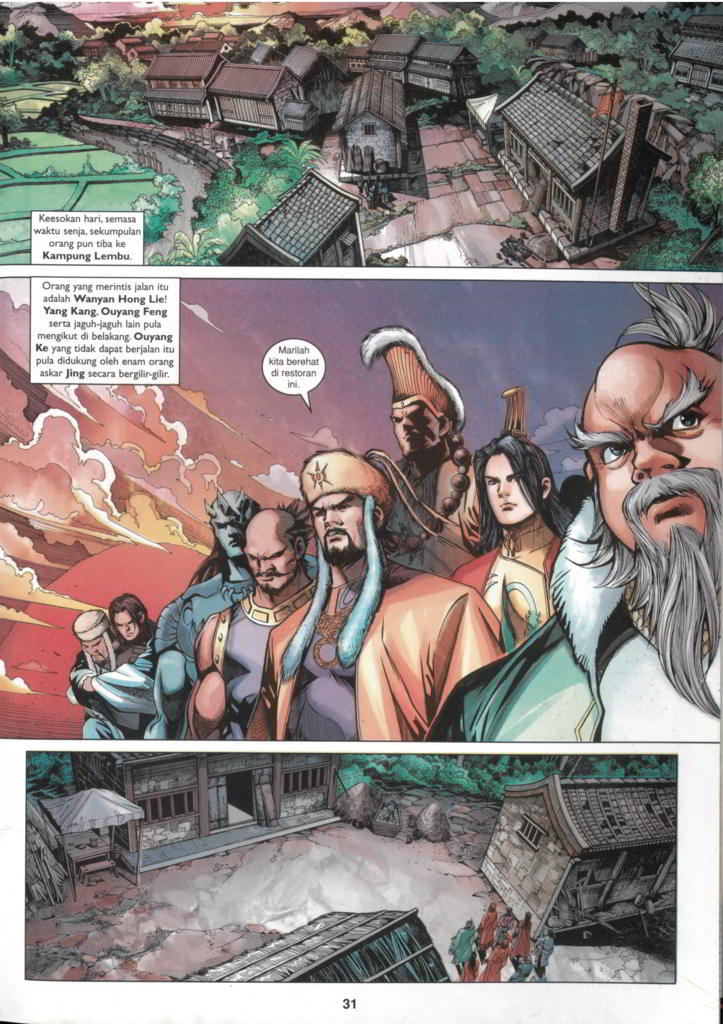 Keesokan hari, semasa
waktu senja, sekumpulan
orang pun tiba ke
Kampung Lembu.
Orang yang merintis jalan itu
adalah Wanyan Hong Lie!
Yang Kang, Ouyang Feng
serta jaguh-jaguh lain pula
mengikut di belakang. Ouyang
Ke yang tidak dapat berjalan itu
pula didukung oleh enam orang
askar Jing secara bergilir-gilir.
Marilah
kita berehat
di restoran
ini.
31